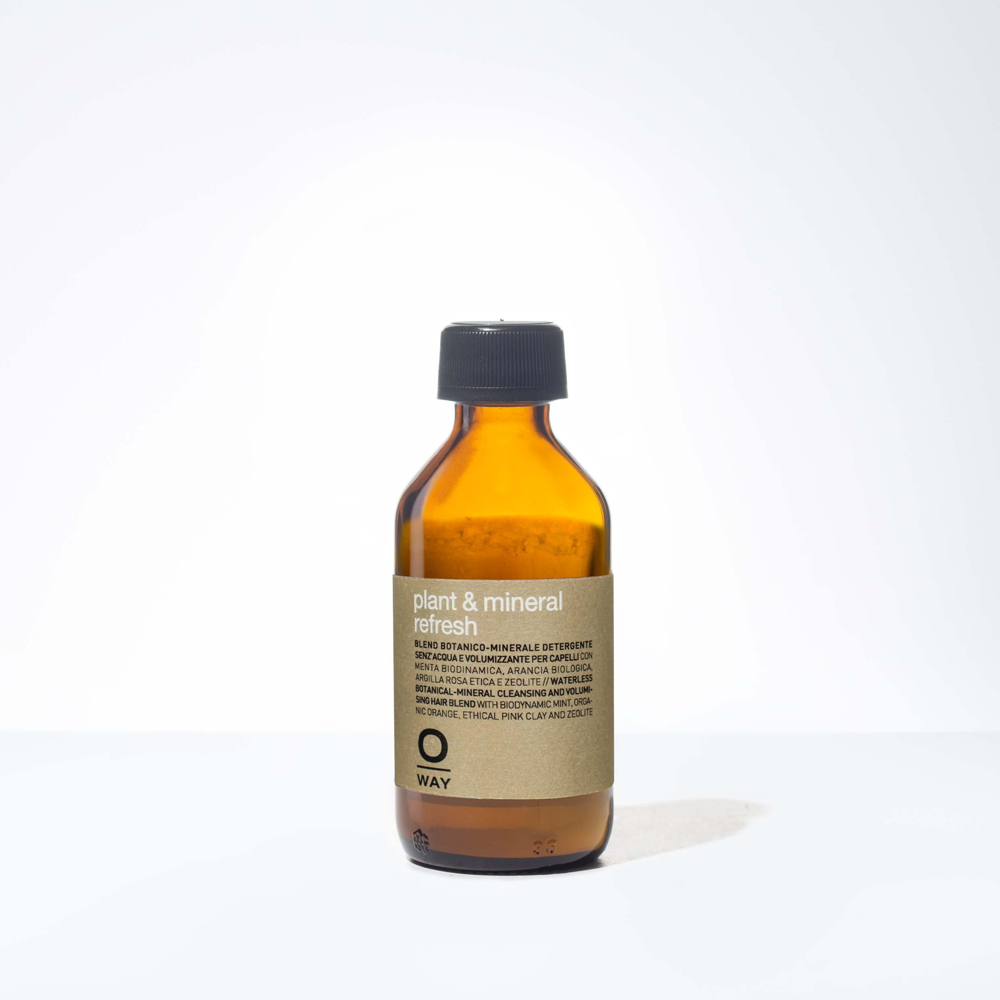 plant & mineral
refresh
BLEND BOTANICO-MINERALE DETERGENTE
SENZ'ACQUA E VOLUMIZZANTE PER CAPELLI CON
MENTA BIODINAMICA, ARANCIA BIOLOGICA,
ARGILLA ROSA ETICA E ZEOLITE // WATERLESS
BOTANICAL-MINERAL CLEANSING AND VOLUMI-
SING HAIR BLEND WITH BIODYNAMIC MINT, ORGA-
NIC ORANGE, ETHICAL PINK CLAY AND ZEOLITE
O
WAY